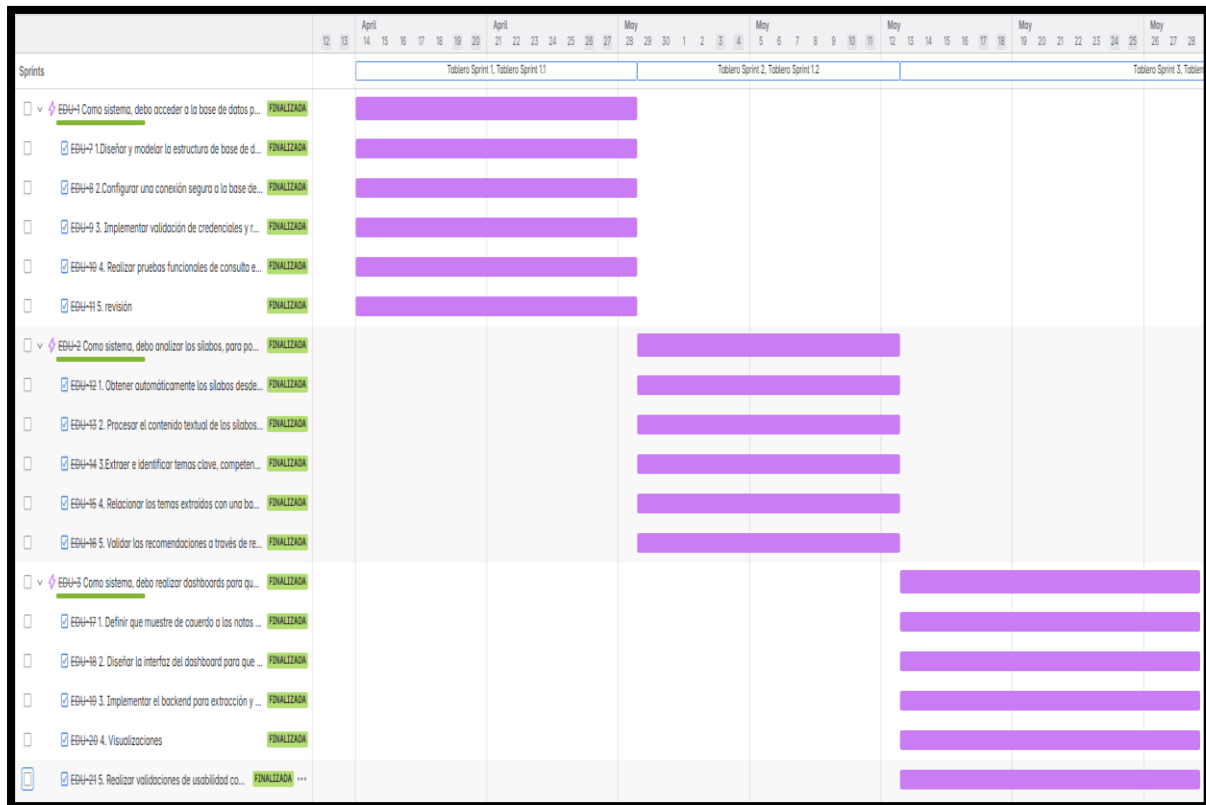 April April May May May May May
12 13 14 15 16 17 18 19 20 21 22 23 24 25 26 27 28 29 30 1 2 3 4 5 6 7 8 9 10 11 12 13 14 15 16 17 18 19 20 21 22 23 24 25 26 27 28
Sprints Tablero Sprint 1, Tablero Sprint 1.1 Tablero Sprint 2, Tablero Sprint 1.2 Tablero Sprint 3, Tabler
EDU-1 Como sistema, debo acceder a la base de datos p... FINALIZADA
EDU-7 1.Diseñar y modelar la estructura de base de d... FINALIZADA
EDU-8 2.Configurar una conexión segura a la base de... FINALIZADA
EDU-9 3. Implementar validación de credenciales y r... FINALIZADA
EDU-10 4. Realizar pruebas funcionales de consulta e... FINALIZADA
EDU-11 5. revisión FINALIZADA
EDU-2 Como sistema, debo analizar los sílabos, para po... FINALIZADA
EDU-12 1. Obtener automáticamente los sílabos desde... FINALIZADA
EDU-13 2. Procesar el contenido textual de los sílabos... FINALIZADA
EDU-14 3.Extraer e identificar temas clave, competen... FINALIZADA
EDU-15 4. Relacionar los temas extraídos con una ba... FINALIZADA
EDU-16 5. Validar las recomendaciones a través de re... FINALIZADA
EDU-3 Como sistema, debo realizar dashboards para qu... FINALIZADA
EDU-17 1. Definir que muestre de cauerdo a las notas ... FINALIZADA
EDU-18 2. Diseñar la interfaz del dashboard para que ... FINALIZADA
EDU-19 3. Implementar el backend para extracción y ... FINALIZADA
EDU-20 4. Visualizaciones FINALIZADA
EDU-21 5. Realizar validaciones de usabilidad co... FINALIZADA ...